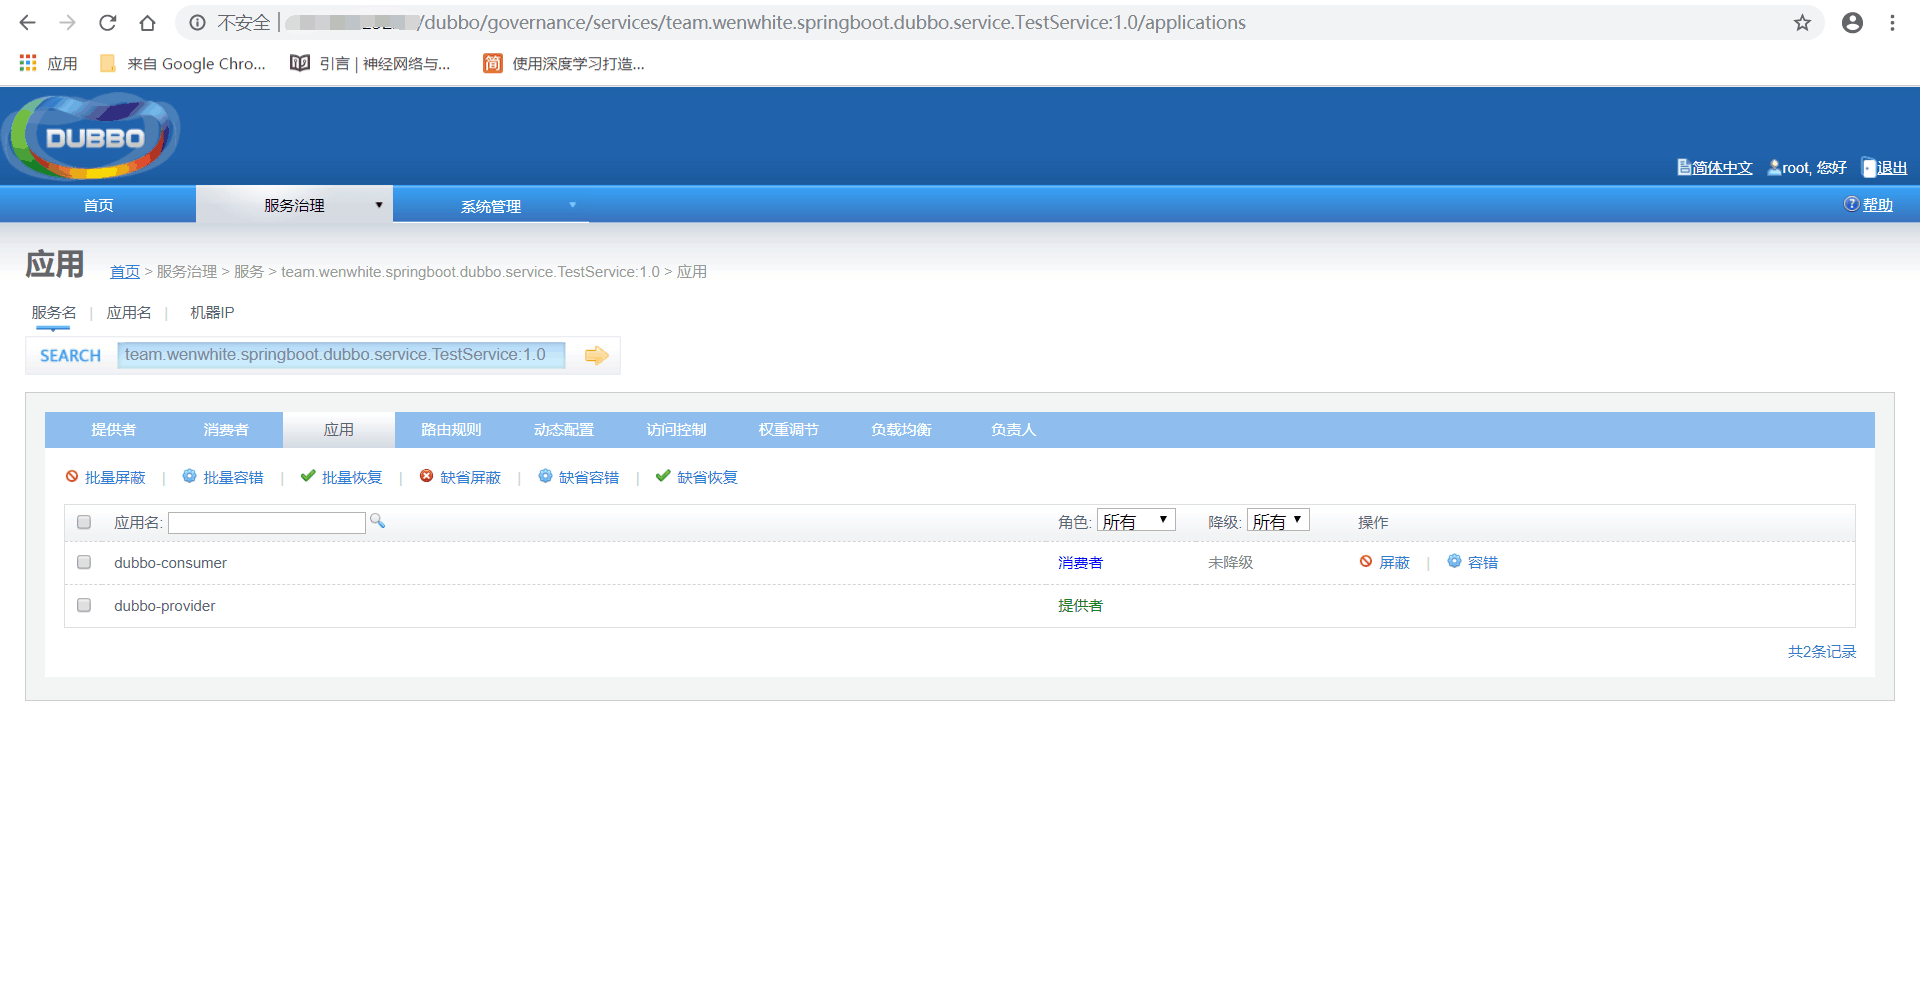 不安全 | /dubbo/governance/services/team.wenwhite.springboot.dubbo.service.TestService:1.0/applications
应用 来自 Google Chro... 引言 | 神经网络与... 简 使用深度学习打造...
DUBBO
简体中文 root, 您好 退出
首页 服务治理 系统管理 帮助
应用 首页 > 服务治理 > 服务 > team.wenwhite.springboot.dubbo.service.TestService:1.0 > 应用
服务名 | 应用名 | 机器IP
SEARCH team.wenwhite.springboot.dubbo.service.TestService:1.0
提供者 消费者 应用 路由规则 动态配置 访问控制 权重调节 负载均衡 负责人
批量屏蔽 | 批量容错 | 批量恢复 | 缺省屏蔽 | 缺省容错 | 缺省恢复
应用名: 角色: 所有 降级: 所有 操作
dubbo-consumer 消费者 未降级 屏蔽 | 容错
dubbo-provider 提供者
共2条记录